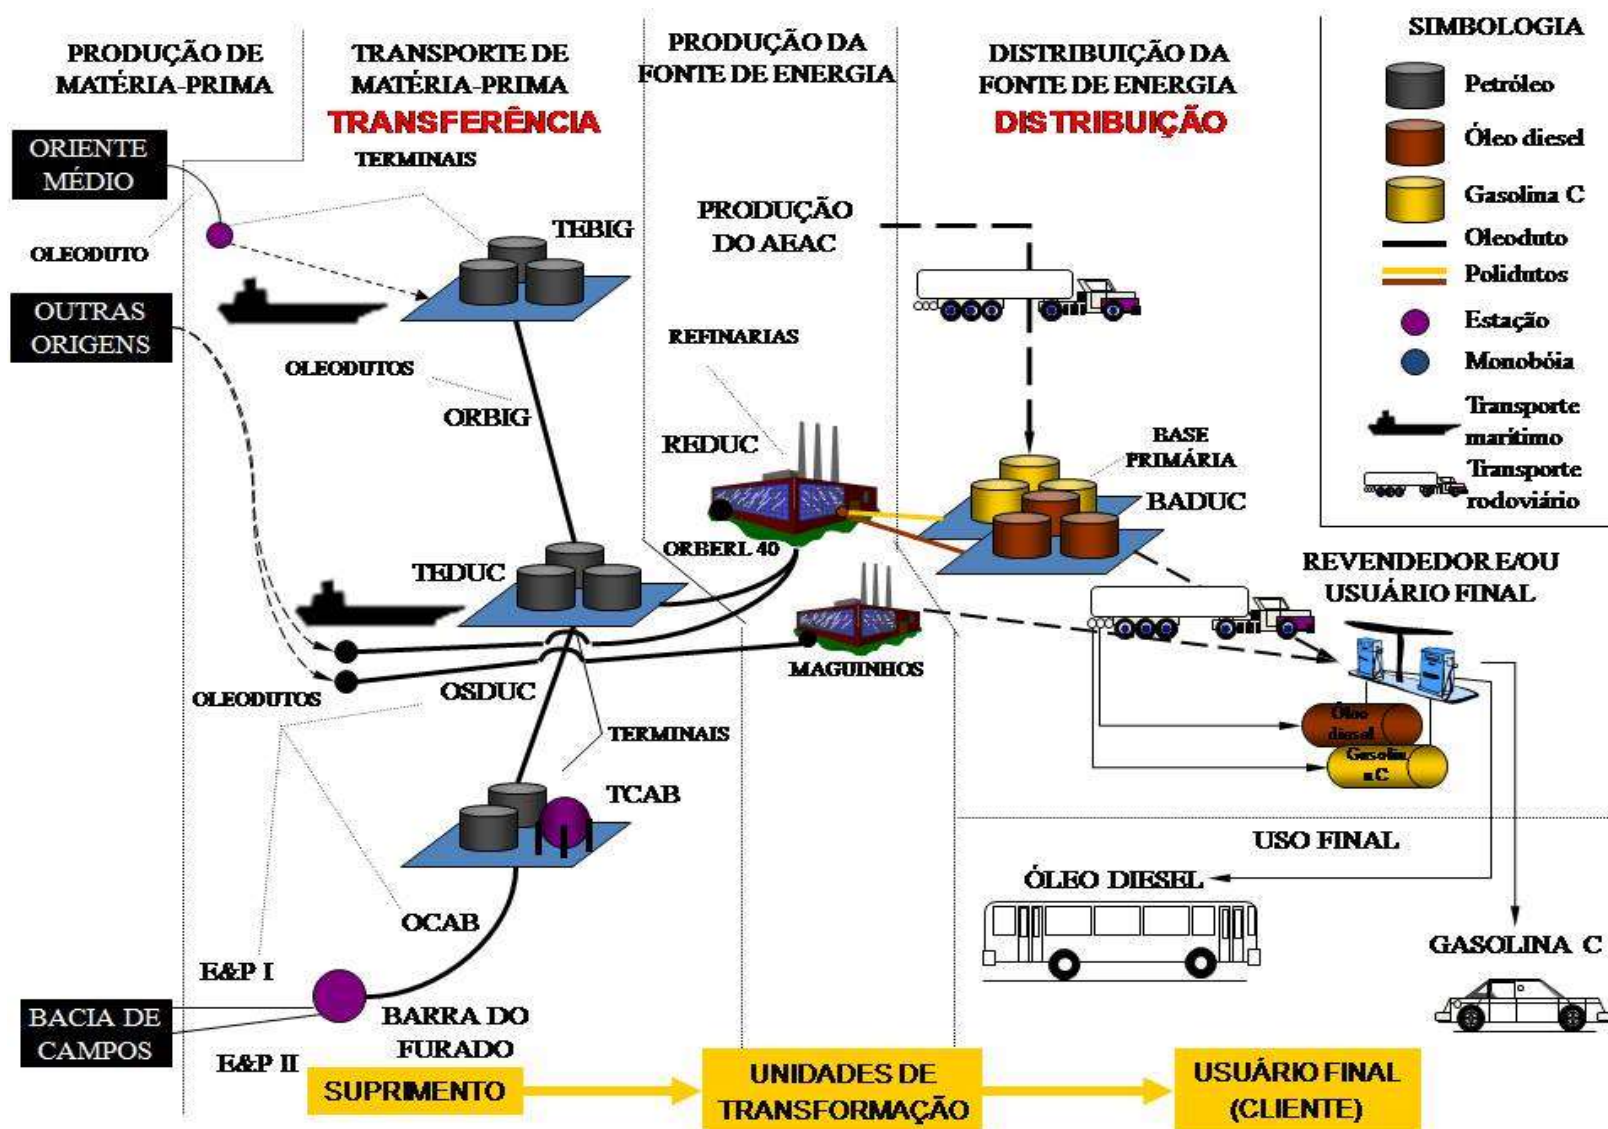 PRODUÇÃO DE
MATÉRIA-PRIMA
TRANSPORTE DE
MATÉRIA-PRIMA
TRANSFERÊNCIA
PRODUÇÃO DA
FONTE DE ENERGIA
DISTRIBUIÇÃO DA
FONTE DE ENERGIA
DISTRIBUIÇÃO
SIMBOLOGIA
Petróleo
Óleo diesel
Gasolina C
Oleoduto
Polidutos
Estação
Monobóia
Transporte
marítimo
Transporte
rodoviário
ORIENTE
MÉDIO
OLEODUTO
OUTRAS
ORIGENS
TERMINAIS
TEBIG
OLEODUTOS
ORBIG
PRODUÇÃO
DO AEAC
REFINARIAS
REDUC
ORBERL 40
BASE
PRIMÁRIA
BADUC
TEDUC
REVENDEDOR E/OU
USUÁRIO FINAL
MAGUINHOS
OLEODUTOS
OSDUC
TERMINAIS
Óleo
diesel
Gasolin
a C
TCAB
USO FINAL
ÓLEO DIESEL
OCAB
GASOLINA C
E&P I
BACIA DE
CAMPOS
BARRA DO
FURADO
E&P II
SUPRIMENTO
UNIDADES DE
TRANSFORMAÇÃO
USUÁRIO FINAL
(CLIENTE)